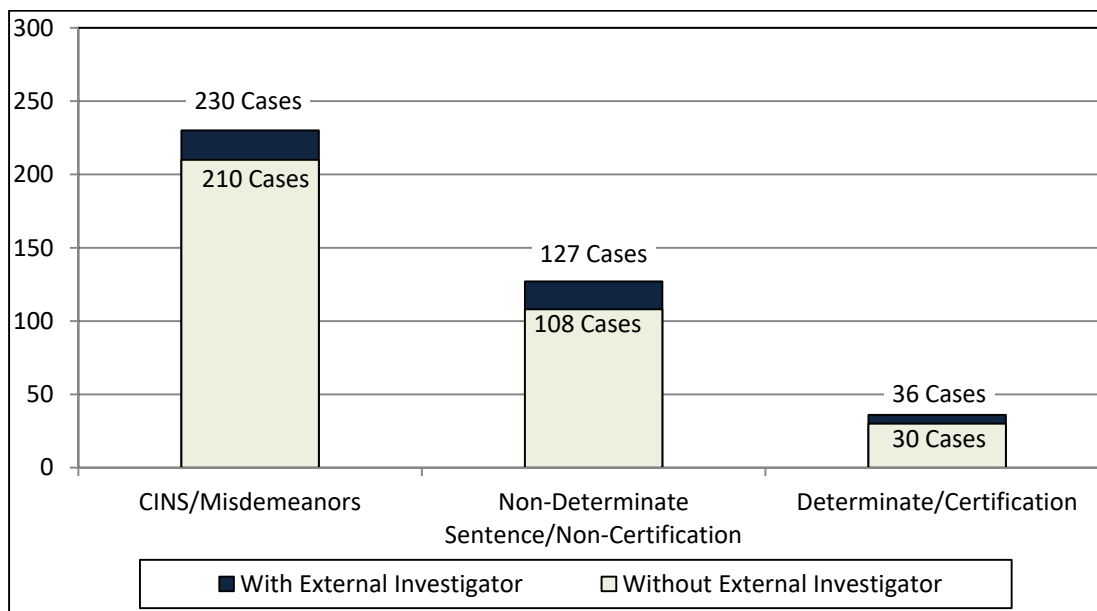 300
250
200
150
100
50
0
230 Cases
210 Cases
127 Cases
108 Cases
36 Cases
30 Cases
CINS/Misdemeanors
Non-Determinate
Sentence/Non-Certification
Determinate/Certification
With External Investigator
Without External Investigator